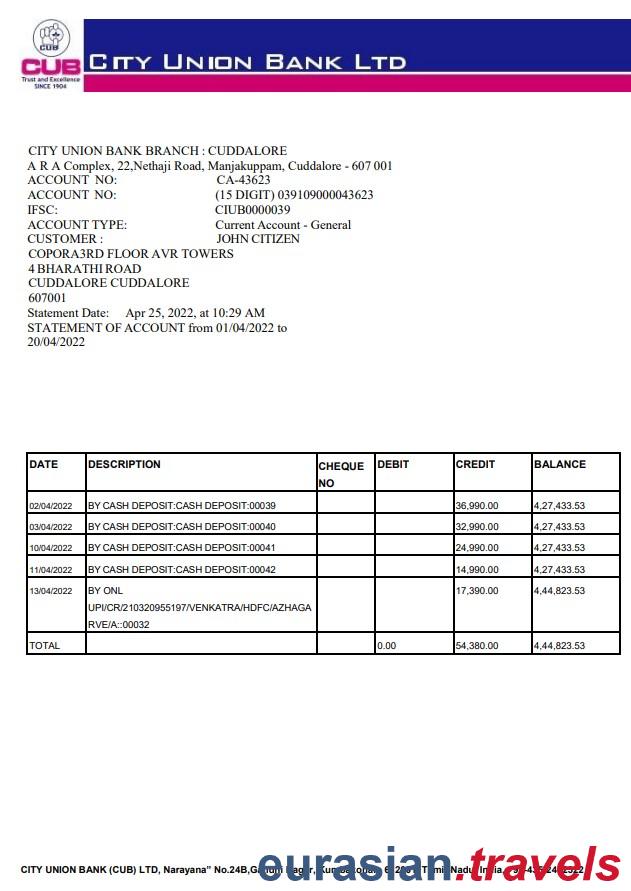 CUB
CUB
Trust and Excellence
SINCE 1904
CITY UNION BANK LTD
CITY UNION BANK BRANCH : CUDDALORE
A R A Complex, 22,Nethaji Road, Manjakuppam, Cuddalore - 607 001
ACCOUNT NO: CA-43623
ACCOUNT NO: (15 DIGIT) 039109000043623
IFSC: CIUB0000039
ACCOUNT TYPE: Current Account - General
CUSTOMER : JOHN CITIZEN
COPORA3RD FLOOR AVR TOWERS
4 BHARATHI ROAD
CUDDALORE CUDDALORE
607001
Statement Date: Apr 25, 2022, at 10:29 AM
STATEMENT OF ACCOUNT from 01/04/2022 to
20/04/2022
DATE DESCRIPTION CHEQUE NO DEBIT CREDIT BALANCE
02/04/2022 BY CASH DEPOSIT:CASH DEPOSIT:00039 36,990.00 4,27,433.53
03/04/2022 BY CASH DEPOSIT:CASH DEPOSIT:00040 32,990.00 4,27,433.53
10/04/2022 BY CASH DEPOSIT:CASH DEPOSIT:00041 24,990.00 4,27,433.53
11/04/2022 BY CASH DEPOSIT:CASH DEPOSIT:00042 14,990.00 4,27,433.53
13/04/2022 BY ONL 17,390.00 4,44,823.53
UPI/CR/210320955197/VENKATRA/HDFC/AZHAGA
RVE/A::00032
TOTAL 0.00 54,380.00 4,44,823.53
CITY UNION BANK (CUB) LTD, Narayana" No.24B, Tamil Nadu India,
eurasian.travels